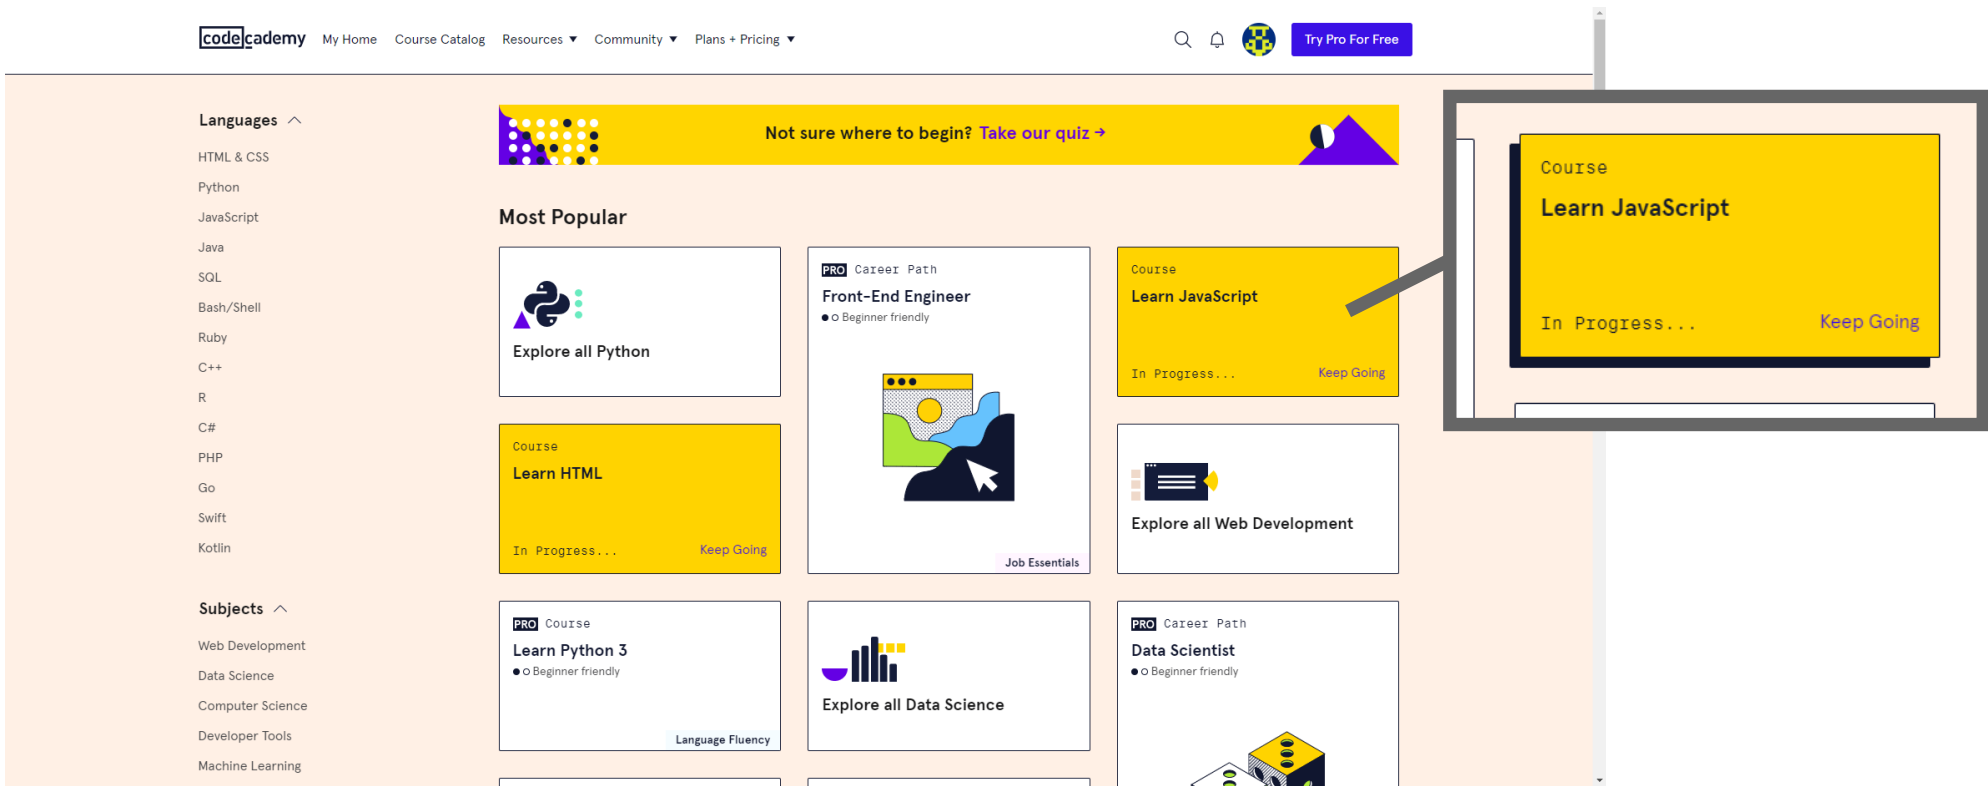 codecademy My Home Course Catalog Resources Community Plans + Pricing Try Pro For Free
Languages
HTML & CSS
Python
JavaScript
Java
SQL
Bash/Shell
Ruby
C++
R
C#
PHP
Go
Swift
Kotlin
Subjects
Web Development
Data Science
Computer Science
Developer Tools
Machine Learning
Not sure where to begin? Take our quiz →
Most Popular
Explore all Python
PRO Career Path
Front-End Engineer
Beginner friendly
Job Essentials
Course
Learn JavaScript
In Progress... Keep Going
Course
Learn HTML
In Progress... Keep Going
Explore all Web Development
PRO Course
Learn Python 3
Beginner friendly
Language Fluency
Explore all Data Science
PRO Career Path
Data Scientist
Beginner friendly
Course
Learn JavaScript
In Progress... Keep Going